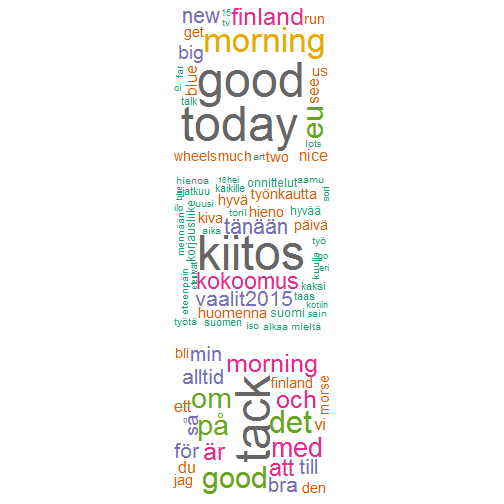 new 15 finland run
tv
get morning
big
far blue good see us
oi
talk today eu
lots
wheels much art two nice
hienoa 18hei onnittelut aamu
jatkuu kaikille työnkautta sori
ilo uusi hyvä hieno hyvää
mennään korjausliike kiva toril tänään päivä
aika työ
kiitos kuulla eri
eteenpäin kokoomus kaksi
vaalit2015 taas kotiin
huomenna suomi sain
työtä suomen iso alkaa mieltä
bli min morning
alltid finland
ett om tack och morse
så på det vi
för är med
du att till
jag good bra den